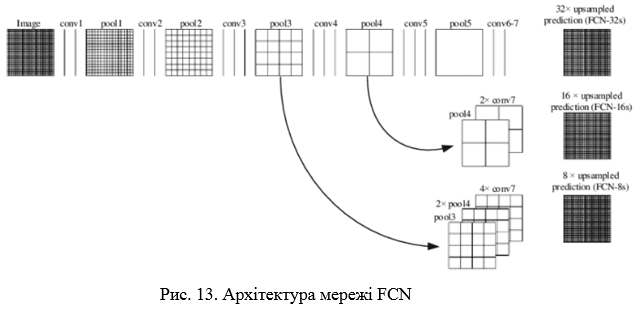 Image conv1 pool1 conv2 pool2 conv3 pool3 conv4 pool4 conv5 pool5 conv6-7
32× upsampled
prediction (FCN-32s)
2× conv7
pool4
16 × upsampled
prediction (FCN-16s)
4× conv7
2× pool4
pool3
8 × upsampled
prediction (FCN-8s)
Рис. 13. Архітектура мережі FCN